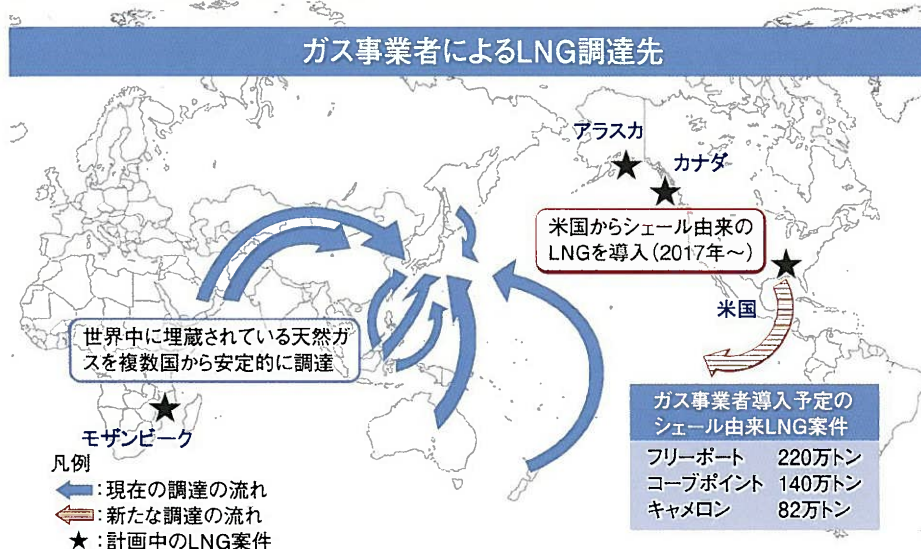 ガス事業者によるLNG調達先
アラスカ
カナダ
米国からシェール由来の
LNGを導入(2017年～)
米国
世界中に埋蔵されている天然ガ
スを複数国から安定的に調達
モザンビーク
ガス事業者導入予定の
シェール由来LNG案件
フリーポート 220万トン
コーブポイント 140万トン
キャメロン 82万トン
凡例
:現在の調達の流れ
:新たな調達の流れ
★:計画中のLNG案件